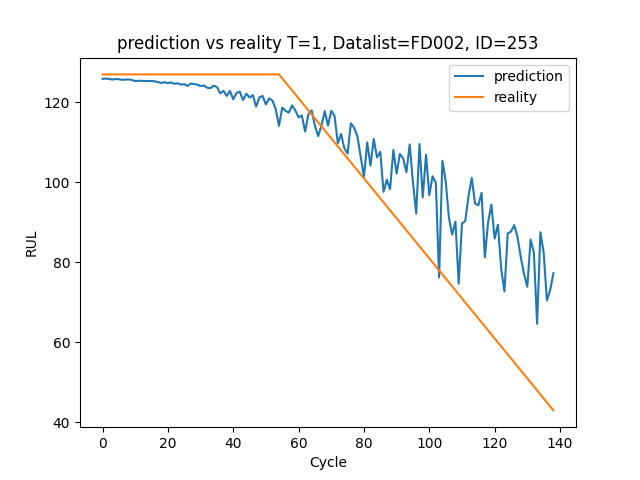 prediction vs reality T=1, Datalist=FD002, ID=253
prediction
reality
RUL
120
100
80
60
40
0 20 40 60 80 100 120 140
Cycle